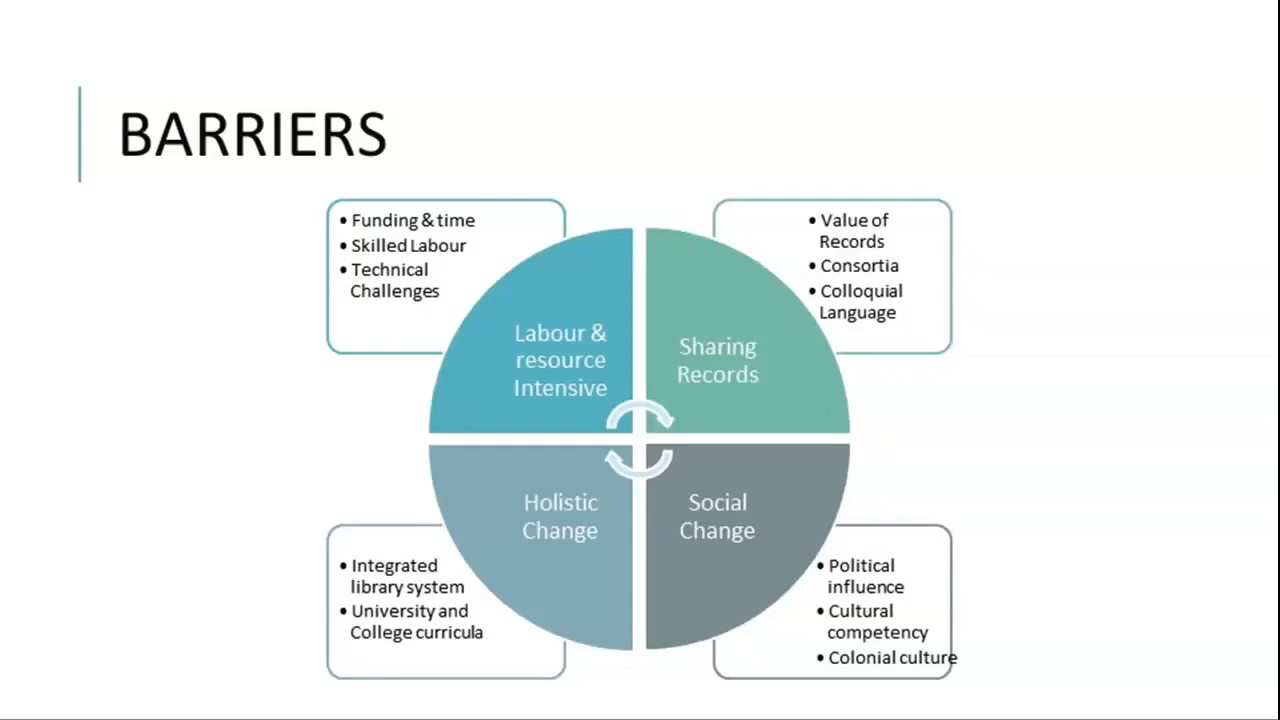 BARRIERS
• Funding & time
• Skilled Labour
• Technical
Challenges
Labour &
resource
Intensive
• Value of
Records
• Consortia
• Colloquial
Language
Sharing
Records
Holistic
Change
• Integrated
library system
• University and
College curricula
Social
Change
• Political
influence
• Cultural
competency
• Colonial culture